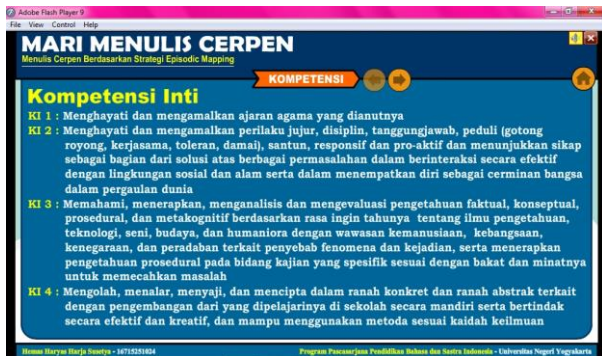 Adobe Flash Player 9
File View Control Help
MARI MENULIS CERPEN
Menulis Cerpen Berdasarkan Strategi Episodic Mapping
KOMPETENSI
Kompetensi Inti
KI 1 : Menghayati dan mengamalkan ajaran agama yang dianutnya
KI 2 : Menghayati dan mengamalkan perilaku jujur, disiplin, tanggungjawab, peduli (gotong
royong, kerjasama, toleran, damai), santun, responsif dan pro-aktif dan menunjukkan sikap
sebagai bagian dari solusi atas berbagai permasalahan dalam berinteraksi secara efektif
dengan lingkungan sosial dan alam serta dalam menempatkan diri sebagai cerminan bangsa
dalam pergaulan dunia
KI 3 : Memahami, menerapkan, menganalisis dan mengevaluasi pengetahuan faktual, konseptual,
prosedural, dan metakognitif berdasarkan rasa ingin tahunya tentang ilmu pengetahuan,
teknologi, seni, budaya, dan humaniora dengan wawasan kemanusiaan, kebangsaan,
kenegaraan, dan peradaban terkait penyebab fenomena dan kejadian, serta menerapkan
pengetahuan prosedural pada bidang kajian yang spesifik sesuai dengan bakat dan minatnya
untuk memecahkan masalah
KI 4 : Mengolah, menalar, menyaji, dan mencipta dalam ranah konkret dan ranah abstrak terkait
dengan pengembangan dari yang dipelajarinya di sekolah secara mandiri serta bertindak
secara efektif dan kreatif, dan mampu menggunakan metoda sesuai kaidah keilmuan
Hemas Haryas Harja Susetya - 16715251024
Program Pascasarjana Pendidikan Bahasa dan Sastra Indonesia - Universitas Negeri Yogyakarta